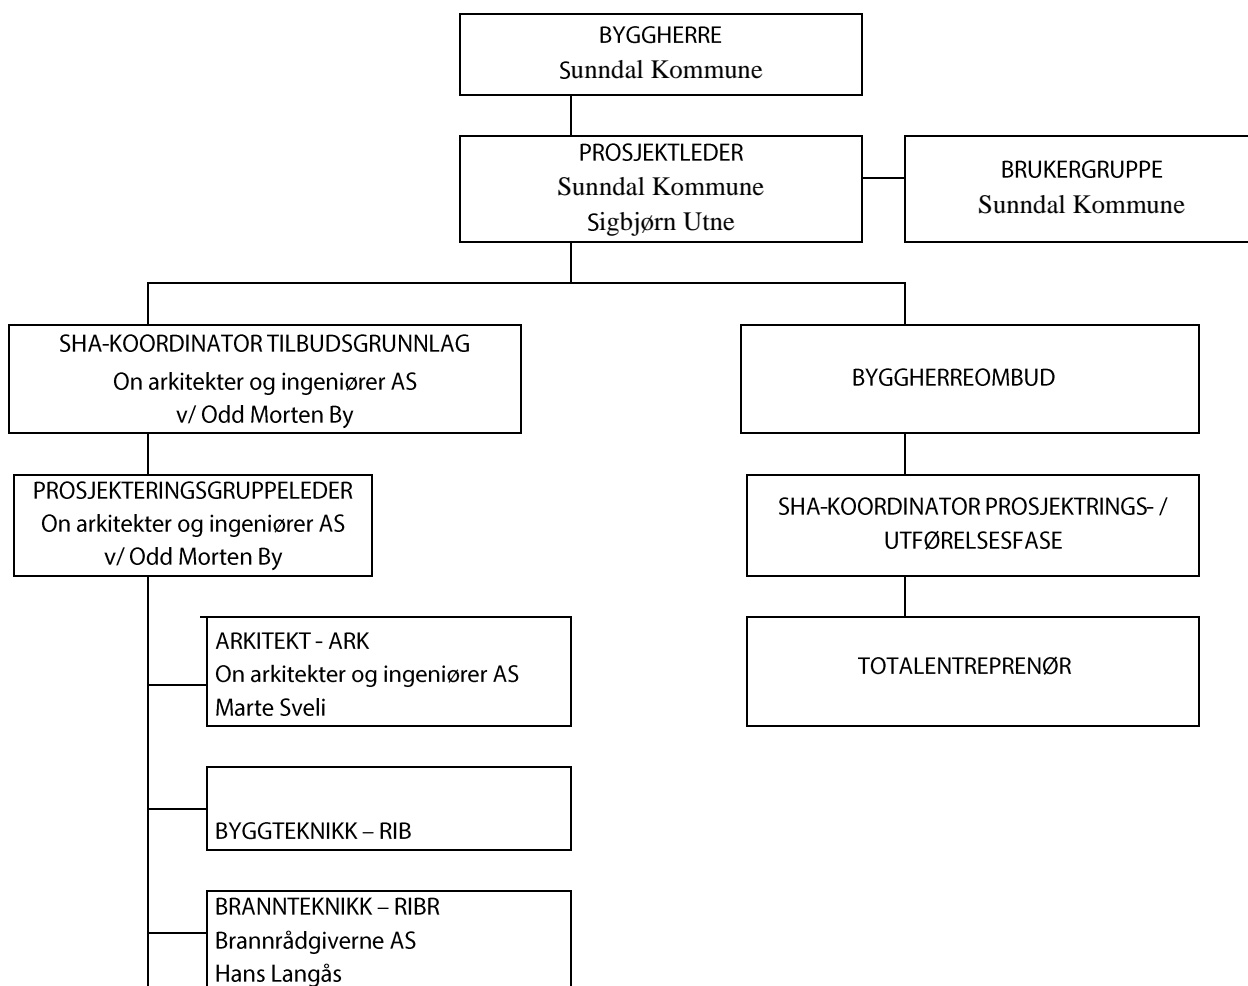 BYGGHERRE
Sunndal Kommune
PROSJEKTLEDER
Sunndal Kommune
Sigbjørn Utne
BRUKERGRUPPE
Sunndal Kommune
SHA-KOORDINATOR TILBUDSGRUNNLAG
On arkitekter og ingeniører AS
v/ Odd Morten By
BYGGHERREOMBUD
PROSJEKTERINGSGRUPPELEDER
On arkitekter og ingeniører AS
v/ Odd Morten By
SHA-KOORDINATOR PROSJEKTRINGS- /
UTFØRELSESFASE
ARKITEKT - ARK
On arkitekter og ingeniører AS
Marte Sveli
TOTALENTREPRENØR
BYGGTEKNIKK – RIB
BRANNTEKNIKK – RIBR
Brannrådgiverne AS
Hans Langås